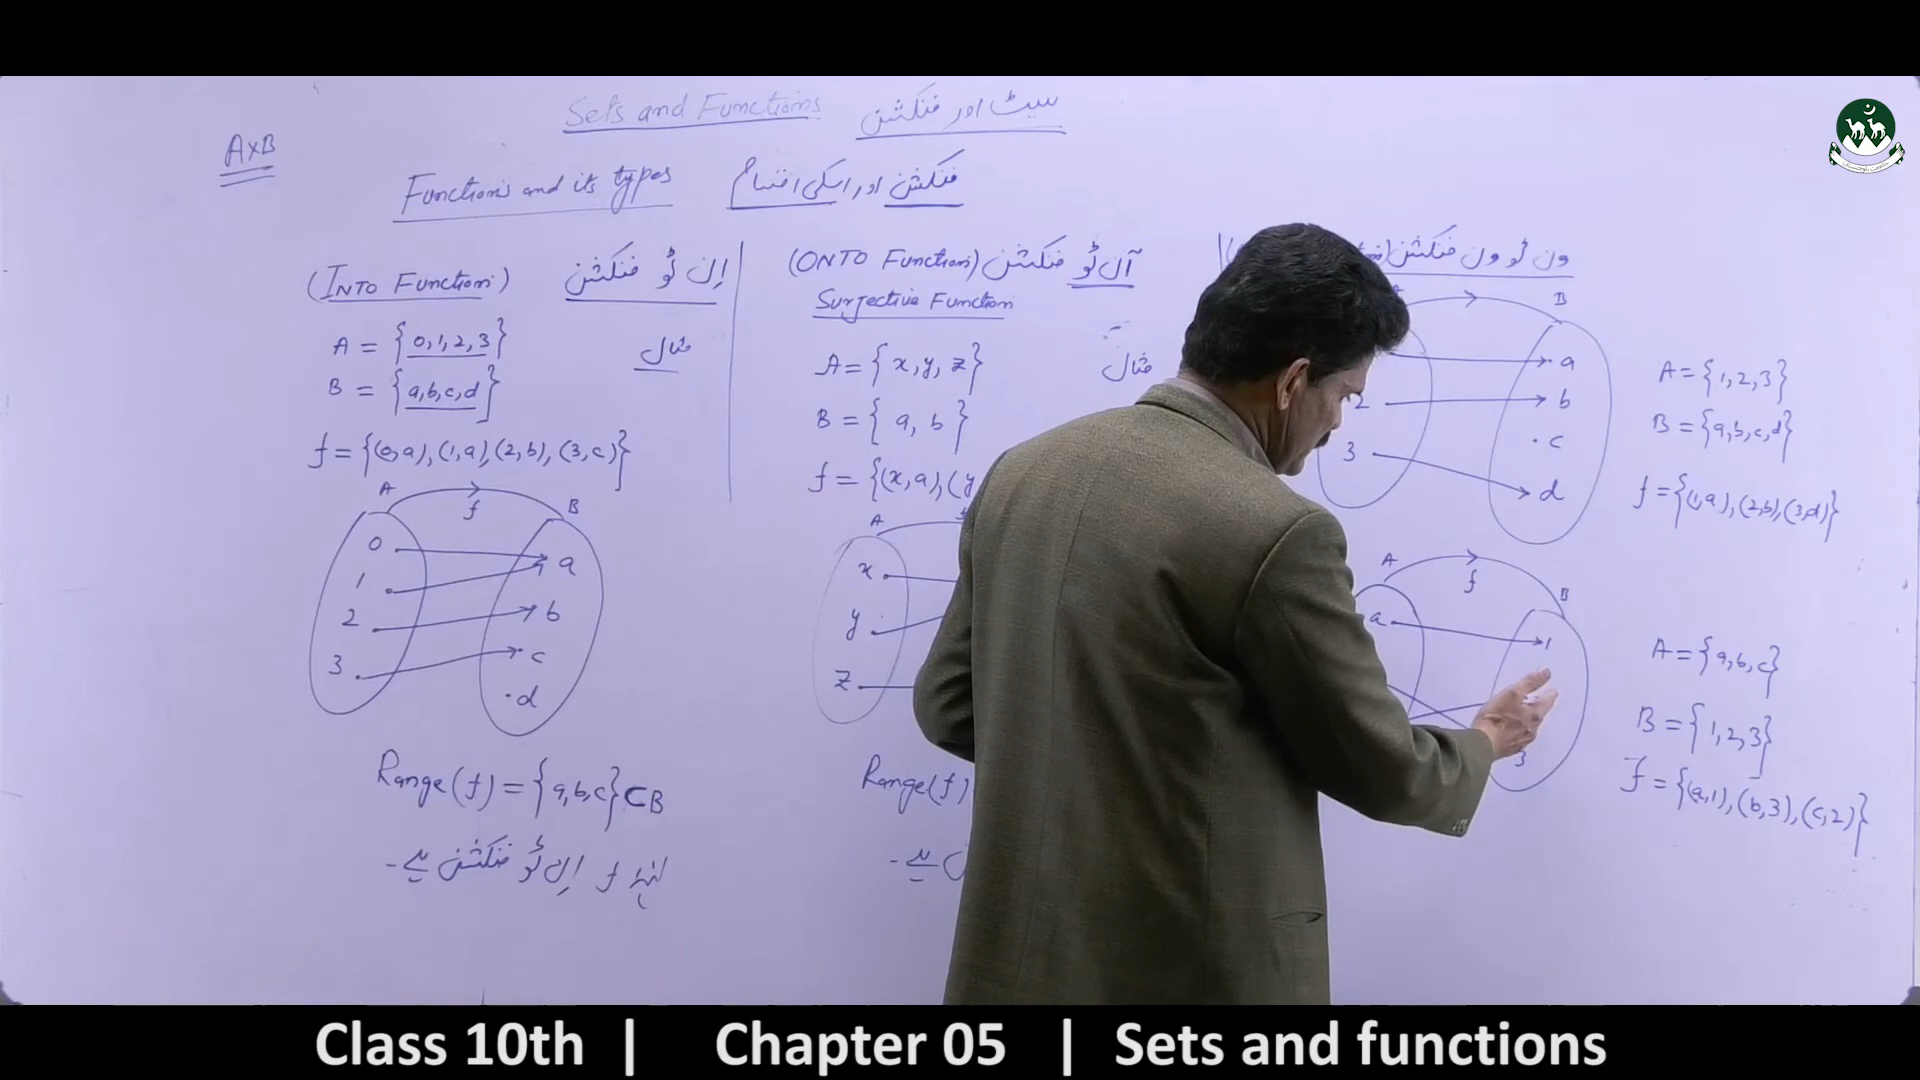 Sets and Functions سیٹ اور فنکشن
A×B
Functions and its types فنکشن اور اسکی اقسام
(INTO Function) اِن ٹو فنکشن
A = {0,1,2,3} مثال
B = {a,b,c,d}
f = {(0,a),(1,a),(2,b),(3,c)}
A f B
0 a
1
2 b
3 c
d
Range(f) = {a,b,c} ⊂ B
لہٰذا f اِن ٹو فنکشن ہے۔
(ONTO Function) آن ٹو فنکشن
Surjective Function
A = {x, y, z} مثال
B = {a, b}
f = {(x,a),(y
A
x
y
z
Range(f)
ہے۔
ون ٹو ون فنکشن
B
a
2 b
c
3 d
A = {1,2,3}
B = {a,b,c,d}
f = {(1,a),(2,b),(3,d)}
A f B
a 1
3
A = {a,b,c}
B = {1,2,3}
f = {(a,1),(b,3),(c,2)}
Class 10th | Chapter 05 | Sets and functions